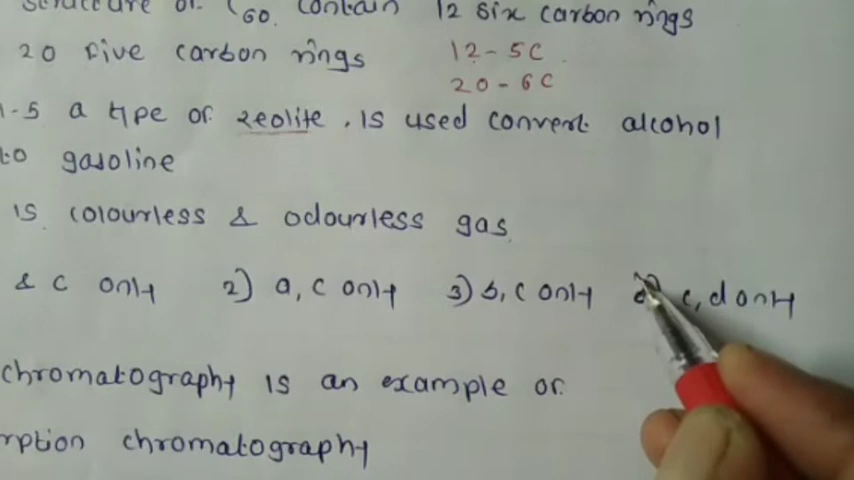 structure of C60 contain 12 six carbon rings
20 five carbon rings
12-5C
20-6C
-5 a type of zeolite. is used convert alcohol
to gasoline
is colourless & odourless gas
& c only 2) a, c only 3) b, c only c, d only
chromatography is an example of
rption chromatography